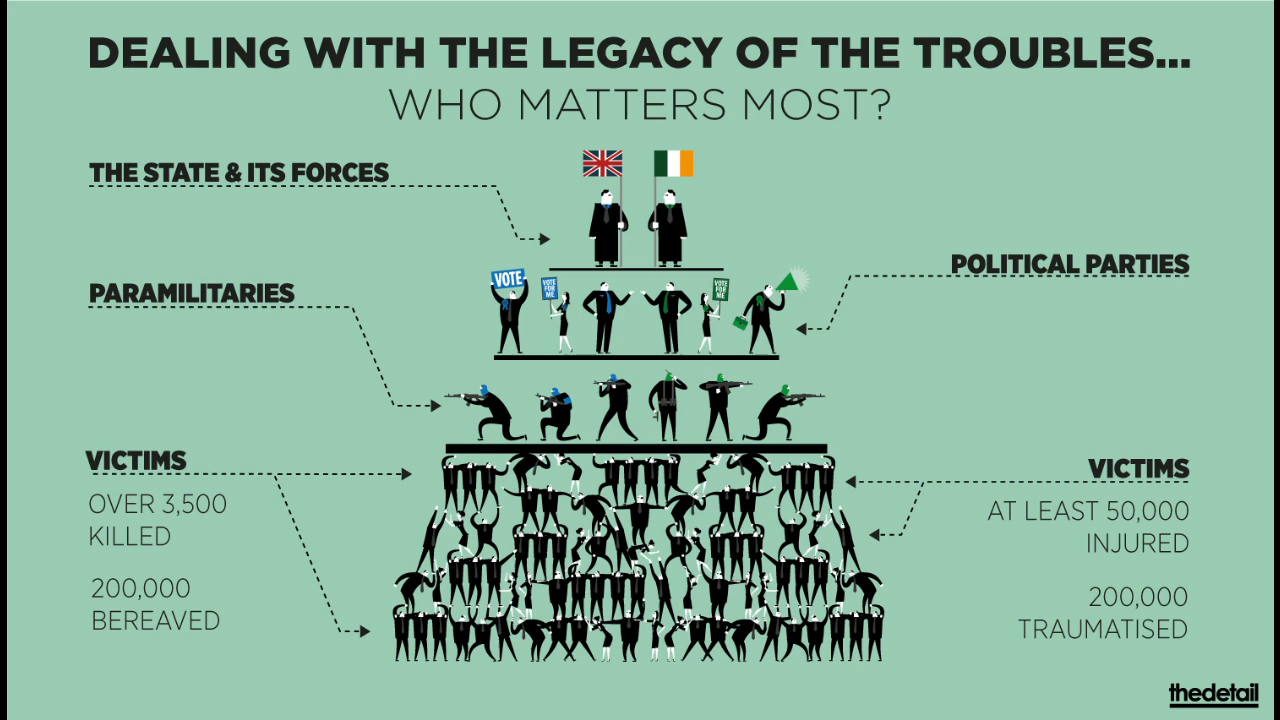 DEALING WITH THE LEGACY OF THE TROUBLES...
WHO MATTERS MOST?
THE STATE & ITS FORCES
POLITICAL PARTIES
VOTE
VOTE
FOR
ME
VOTE
FOR
ME
PARAMILITARIES
VICTIMS
OVER 3,500
KILLED
200,000
BEREAVED
VICTIMS
AT LEAST 50,000
INJURED
200,000
TRAUMATISED
thedetail